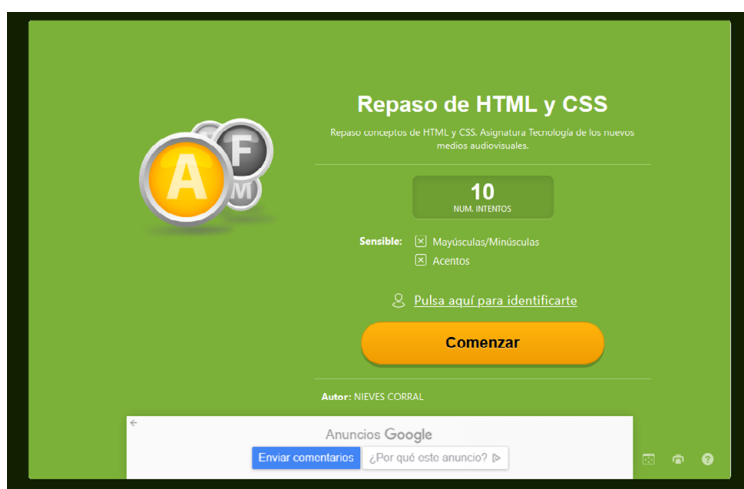 A
F
M
Repaso de HTML y CSS
Repaso conceptos de HTML y CSS. Asignatura Tecnología de los nuevos
medios audiovisuales.
10
NUM. INTENTOS
Sensible:
Mayúsculas/Minúsculas
Acentos
Pulsa aquí para identificarte
Comenzar
Autor: NIEVES CORRAL
Anuncios Google
Enviar comentarios
¿Por qué este anuncio?
?